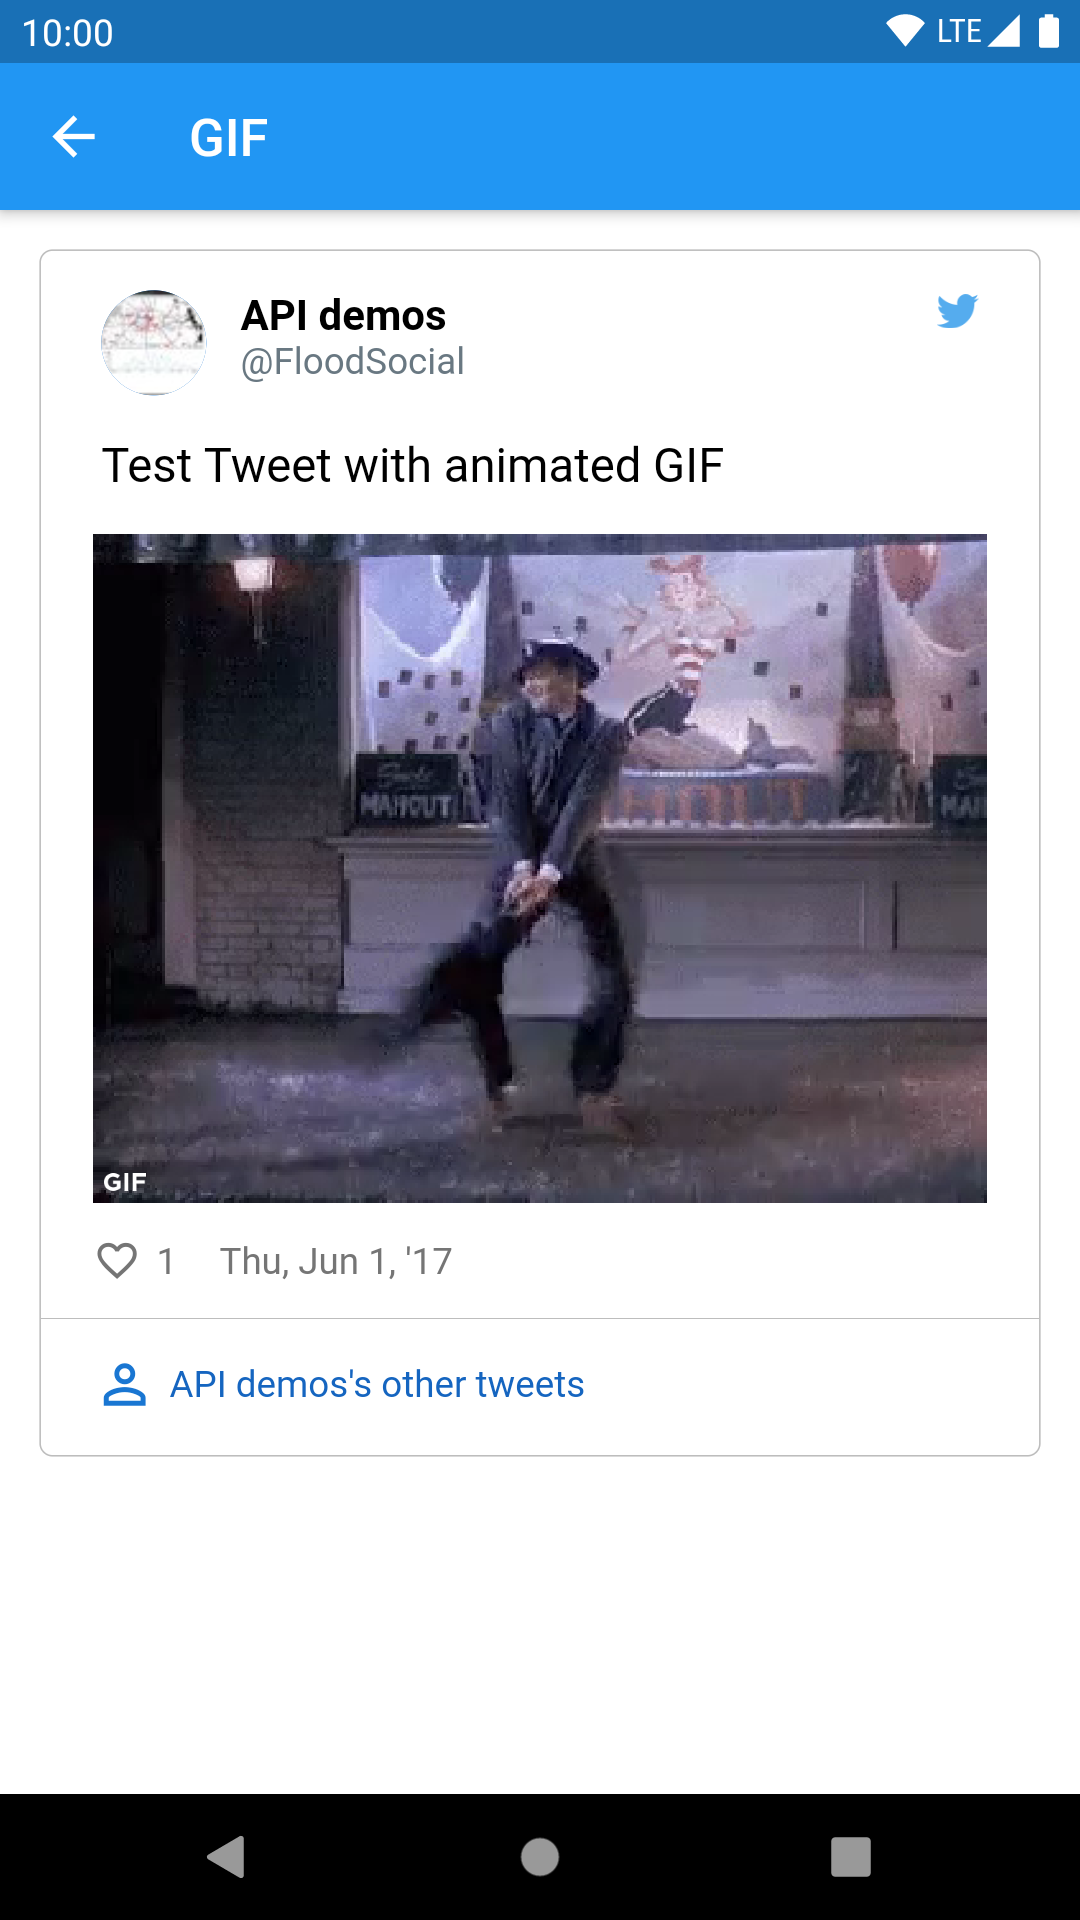 10:00
LTE
GIF
API demos
@FloodSocial
Test Tweet with animated GIF
MAHOUT
GIF
1
Thu, Jun 1, '17
API demos's other tweets